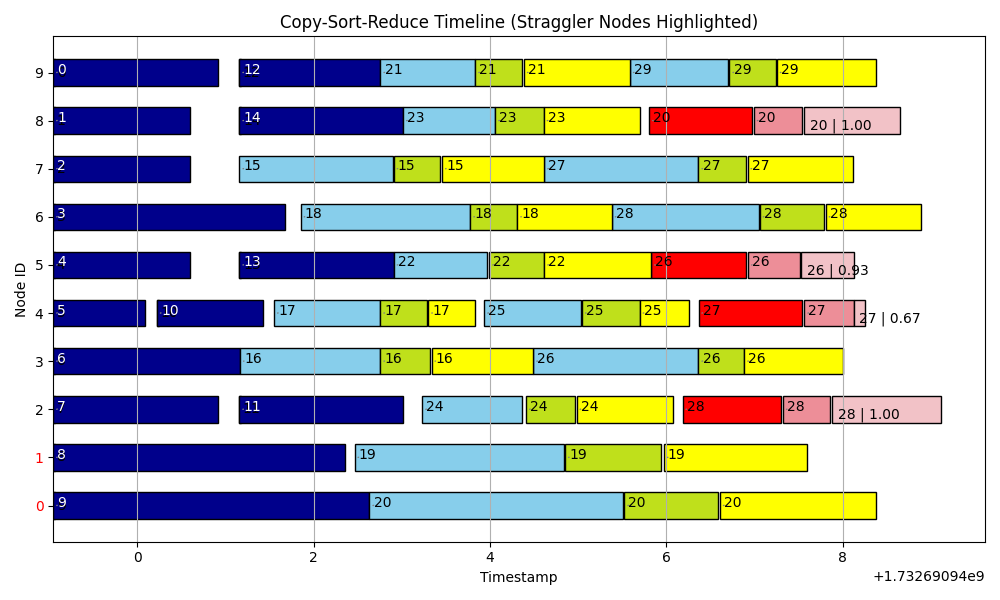 Copy-Sort-Reduce Timeline (Straggler Nodes Highlighted)
Node ID
9 0 12 21 21 21 29 29 29
8 1 14 23 23 23 20 20 20 | 1.00
7 2 15 15 15 27 27 27
6 3 18 18 18 28 28 28
5 4 13 22 22 22 26 26 26 | 0.93
4 5 10 17 17 17 25 25 25 27 27 27 | 0.67
3 6 16 16 16 26 26 26
2 7 11 24 24 24 28 28 28 | 1.00
1 8 19 19 19
0 9 20 20 20
0 2 4 6 8
Timestamp
+1.73269094e9